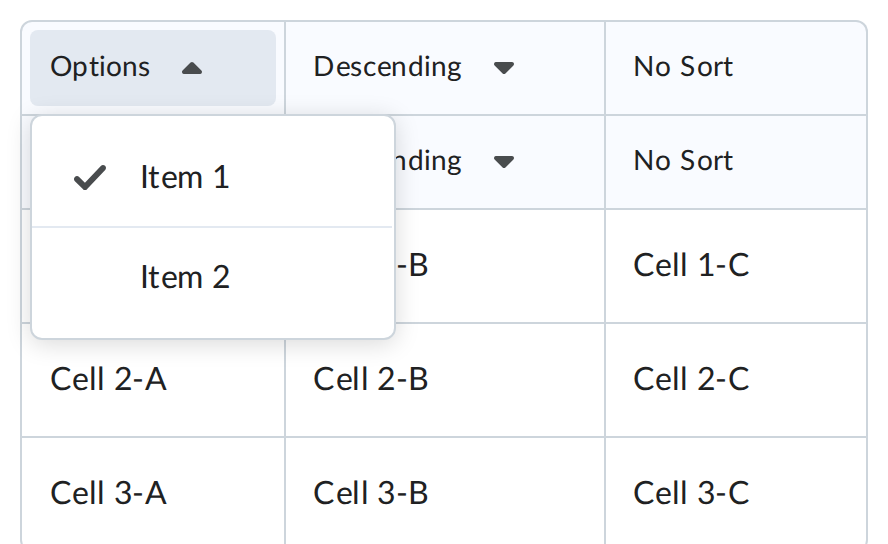 Options Descending No Sort
nding No Sort
Item 1
Item 2
-B Cell 1-C
Cell 2-A Cell 2-B Cell 2-C
Cell 3-A Cell 3-B Cell 3-C